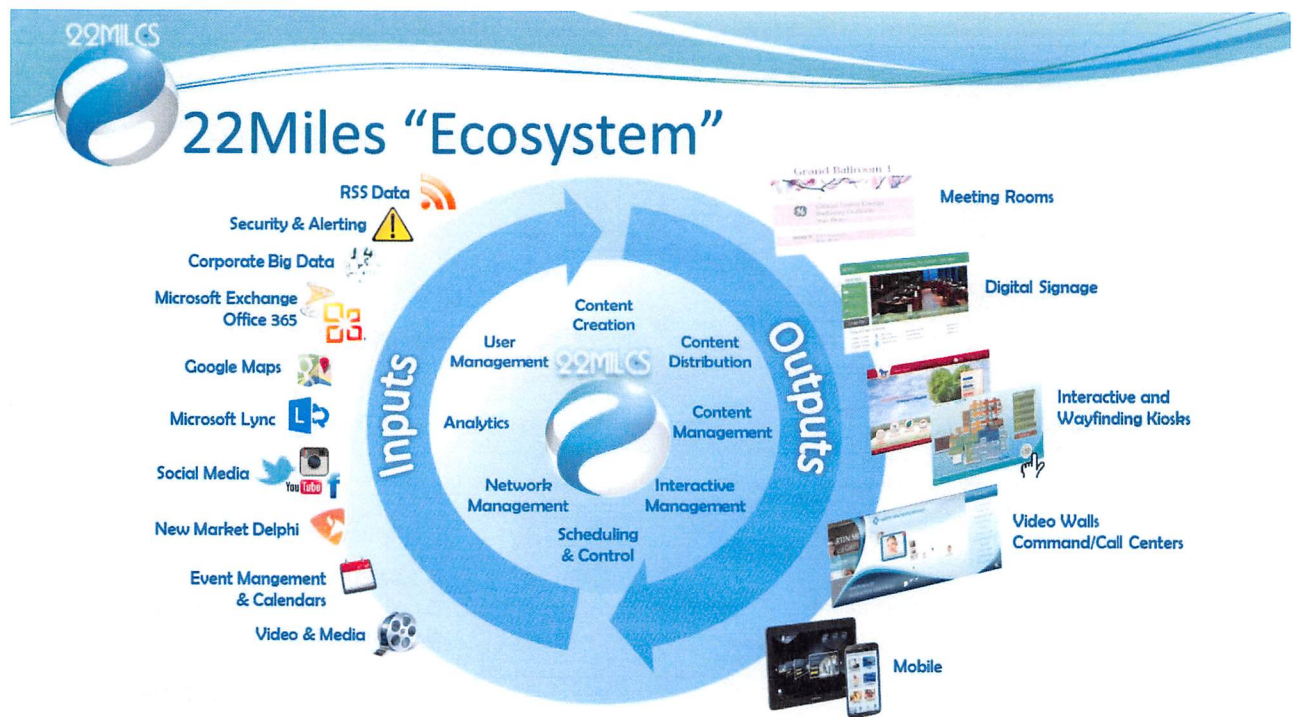 22MILES
22Miles “Ecosystem”
RSS Data
Security & Alerting
Corporate Big Data
Microsoft Exchange
Office 365
Google Maps
Microsoft Lync
L
Social Media
You Tube
f
New Market Delphi
Event Mangement
& Calendars
Video & Media
Inputs
Content
Creation
User
Management
Content
Distribution
22MILES
Analytics
Content
Management
Network
Management
Interactive
Management
Scheduling
& Control
Outputs
Grand Ballroom 1
Meeting Rooms
Digital Signage
Interactive and
Wayfinding Kiosks
Video Walls
Command/Call Centers
Mobile